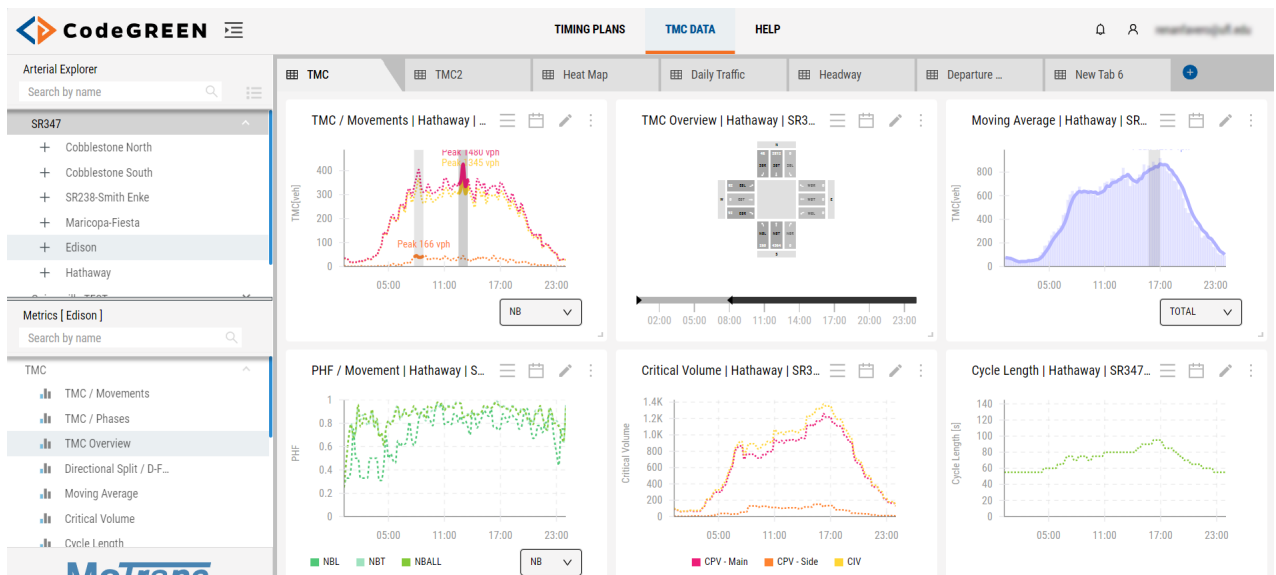 CodeGREEN
TIMING PLANS
TMC DATA
HELP
Arterial Explorer
Search by name
SR347
Cobblestone North
Cobblestone South
SR238-Smith Enke
Maricopa-Fiesta
Edison
Hathaway
Metrics [ Edison ]
Search by name
TMC
TMC / Movements
TMC / Phases
TMC Overview
Directional Split / D-F...
Moving Average
Critical Volume
Cycle Length
TMC
TMC2
Heat Map
Daily Traffic
Headway
Departure ...
New Tab 6
TMC / Movements | Hathaway | ...
Peak 1480 vph
Peak 1345 vph
Peak 166 vph
TMC[veh]
400
300
200
100
0
05:00 11:00 17:00 23:00
NB
TMC Overview | Hathaway | SR3...
02:00 05:00 08:00 11:00 14:00 17:00 20:00 23:00
Moving Average | Hathaway | SR...
TMC[veh]
800
600
400
200
0
05:00 11:00 17:00 23:00
TOTAL
PHF / Movement | Hathaway | S...
PHF
1
0.8
0.6
0.4
0.2
0
05:00 11:00 17:00 23:00
NBL NBT NBALL
NB
Critical Volume | Hathaway | SR3...
Critical Volume
1.4K
1.2K
1.0K
800
600
400
200
0
05:00 11:00 17:00 23:00
CPV - Main CPV - Side CIV
Cycle Length | Hathaway | SR347...
Cycle Length [s]
140
120
100
80
60
40
20
0
05:00 11:00 17:00 23:00